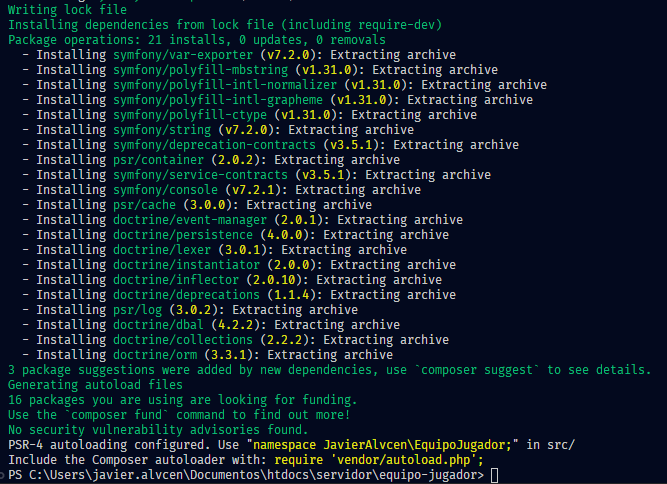 Writing lock file
Installing dependencies from lock file (including require-dev)
Package operations: 21 installs, 0 updates, 0 removals
- Installing symfony/var-exporter (v7.2.0): Extracting archive
- Installing symfony/polyfill-mbstring (v1.31.0): Extracting archive
- Installing symfony/polyfill-intl-normalizer (v1.31.0): Extracting archive
- Installing symfony/polyfill-intl-grapheme (v1.31.0): Extracting archive
- Installing symfony/polyfill-ctype (v1.31.0): Extracting archive
- Installing symfony/string (v7.2.0): Extracting archive
- Installing symfony/deprecation-contracts (v3.5.1): Extracting archive
- Installing psr/container (2.0.2): Extracting archive
- Installing symfony/service-contracts (v3.5.1): Extracting archive
- Installing symfony/console (v7.2.1): Extracting archive
- Installing psr/cache (3.0.0): Extracting archive
- Installing doctrine/event-manager (2.0.1): Extracting archive
- Installing doctrine/persistence (4.0.0): Extracting archive
- Installing doctrine/lexer (3.0.1): Extracting archive
- Installing doctrine/instantiator (2.0.0): Extracting archive
- Installing doctrine/inflector (2.0.10): Extracting archive
- Installing doctrine/deprecations (1.1.4): Extracting archive
- Installing psr/log (3.0.2): Extracting archive
- Installing doctrine/dbal (4.2.2): Extracting archive
- Installing doctrine/collections (2.2.2): Extracting archive
- Installing doctrine/orm (3.3.1): Extracting archive
3 package suggestions were added by new dependencies, use `composer suggest` to see details.
Generating autoload files
16 packages you are using are looking for funding.
Use the `composer fund` command to find out more!
No security vulnerability advisories found.
PSR-4 autoloading configured. Use "namespace JavierAlvcen\EquipoJugador;" in src/
Include the Composer autoloader with: require 'vendor/autoload.php';
PS C:\Users\javier.alvcen\Documentos\htdocs\servidor\equipo-jugador>